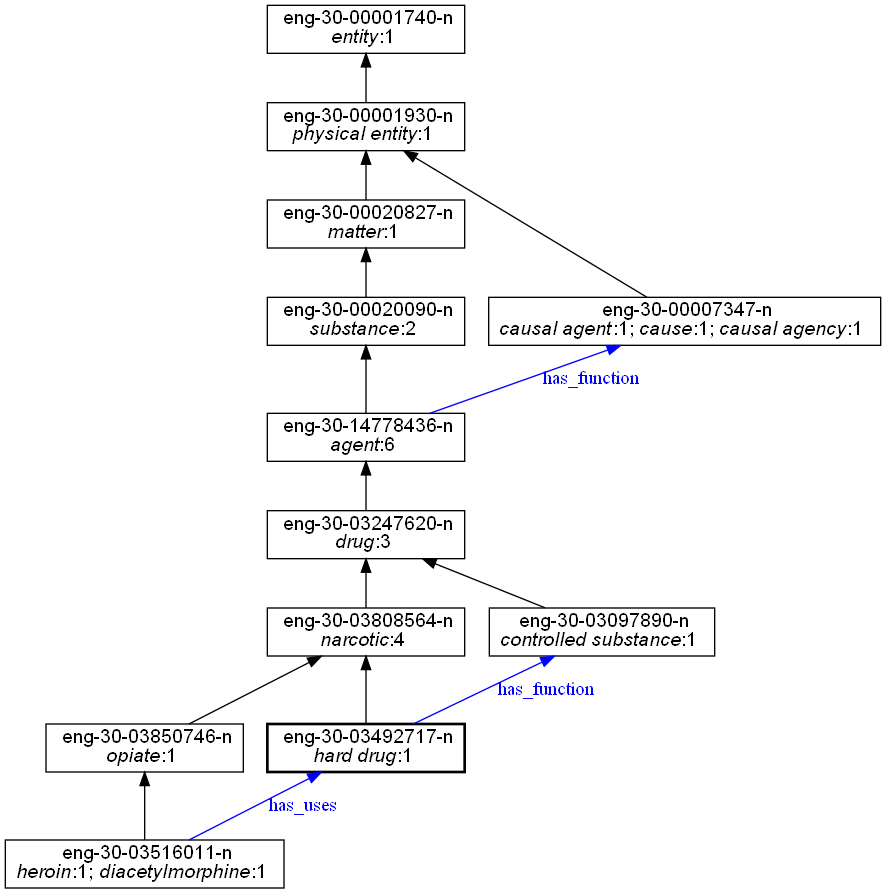 eng-30-00001740-n
entity:1
eng-30-00001930-n
physical entity:1
eng-30-00020827-n
matter:1
eng-30-00020090-n
substance:2
eng-30-00007347-n
causal agent:1; cause:1; causal agency:1
has_function
eng-30-14778436-n
agent:6
eng-30-03247620-n
drug:3
eng-30-03808564-n
narcotic:4
eng-30-03097890-n
controlled substance:1
has_function
eng-30-03850746-n
opiate:1
eng-30-03492717-n
hard drug:1
has_uses
eng-30-03516011-n
heroin:1; diacetylmorphine:1